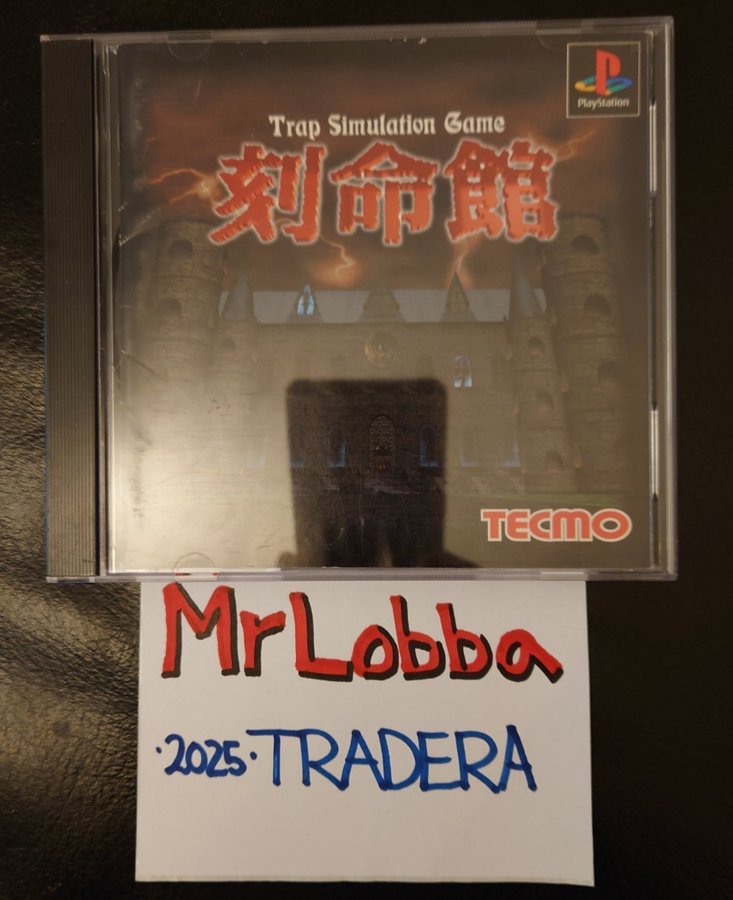 PlayStation
Trap Simulation Game
刻命館
TECMO
MrLobba
·2025·TRADERA